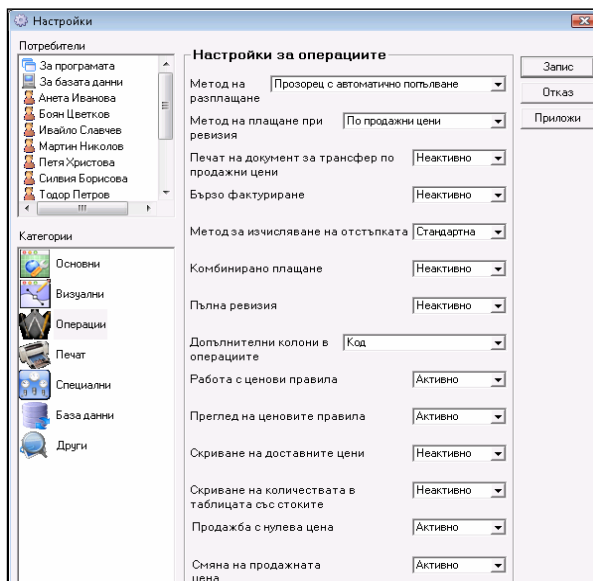 Настройки
Потребители
За програмата
За базата данни
Анета Иванова
Боян Цветков
Ивайло Славчев
Мартин Николов
Петя Христова
Силвия Борисова
Тодор Петров
Категории
Основни
Визуални
Операции
Печат
Специални
База данни
Други
Настройки за операциите
Метод на разплащане
Прозорец с автоматично попълване
Метод на плащане при ревизия
По продажни цени
Печат на документ за трансфер по продажни цени
Неактивно
Бързо фактуриране
Неактивно
Метод за изчисляване на отстъпката
Стандартна
Комбинирано плащане
Неактивно
Пълна ревизия
Неактивно
Допълнителни колони в операциите
Код
Работа с ценови правила
Активно
Преглед на ценовите правила
Активно
Скриване на доставните цени
Неактивно
Скриване на количествата в таблицата със стоките
Неактивно
Продажба с нулева цена
Активно
Смяна на продажната цена
Активно
Запис
Отказ
Приложи